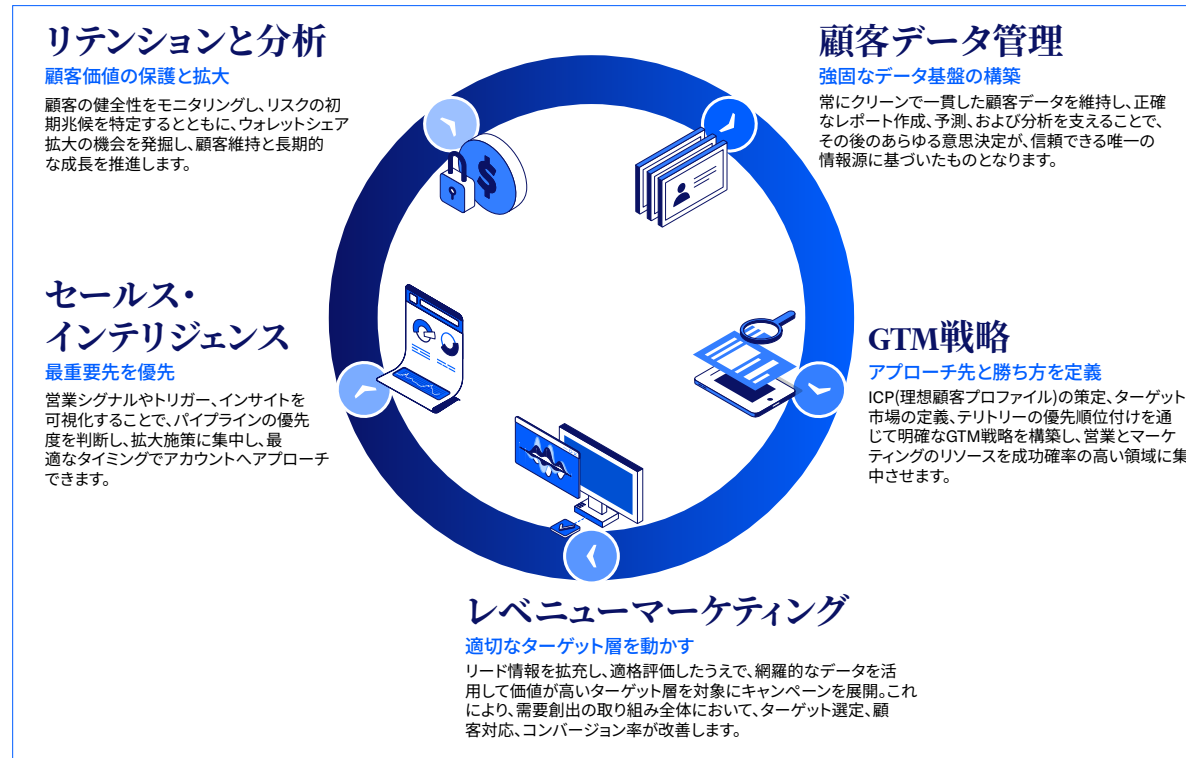 リテンションと分析
顧客価値の保護と拡大
顧客の健全性をモニタリングし、リスクの初
期兆候を特定するとともに、ウォレットシェア
拡大の機会を発掘し、顧客維持と長期的
な成長を推進します。
顧客データ管理
強固なデータ基盤の構築
常にクリーンで一貫した顧客データを維持し、正確
なレポート作成、予測、および分析を支えることで、
その後のあらゆる意思決定が、信頼できる唯一の
情報源に基づいたものとなります。
セールス・
インテリジェンス
最重要先を優先
営業シグナルやトリガー、インサイトを
可視化することで、パイプラインの優先
度を判断し、拡大施策に集中し、最
適なタイミングでアカウントへアプローチ
できます。
GTM戦略
アプローチ先と勝ち方を定義
ICP(理想顧客プロファイル)の策定、ターゲット
市場の定義、テリトリーの優先順位付けを通
じて明確なGTM戦略を構築し、営業とマーケ
ティングのリソースを成功確率の高い領域に集
中させます。
レベニューマーケティング
適切なターゲット層を動かす
リード情報を拡充し、適格評価したうえで、網羅的なデータを活
用して価値が高いターゲット層を対象にキャンペーンを展開。これ
により、需要創出の取り組み全体において、ターゲット選定、顧
客対応、コンバージョン率が改善します。
$